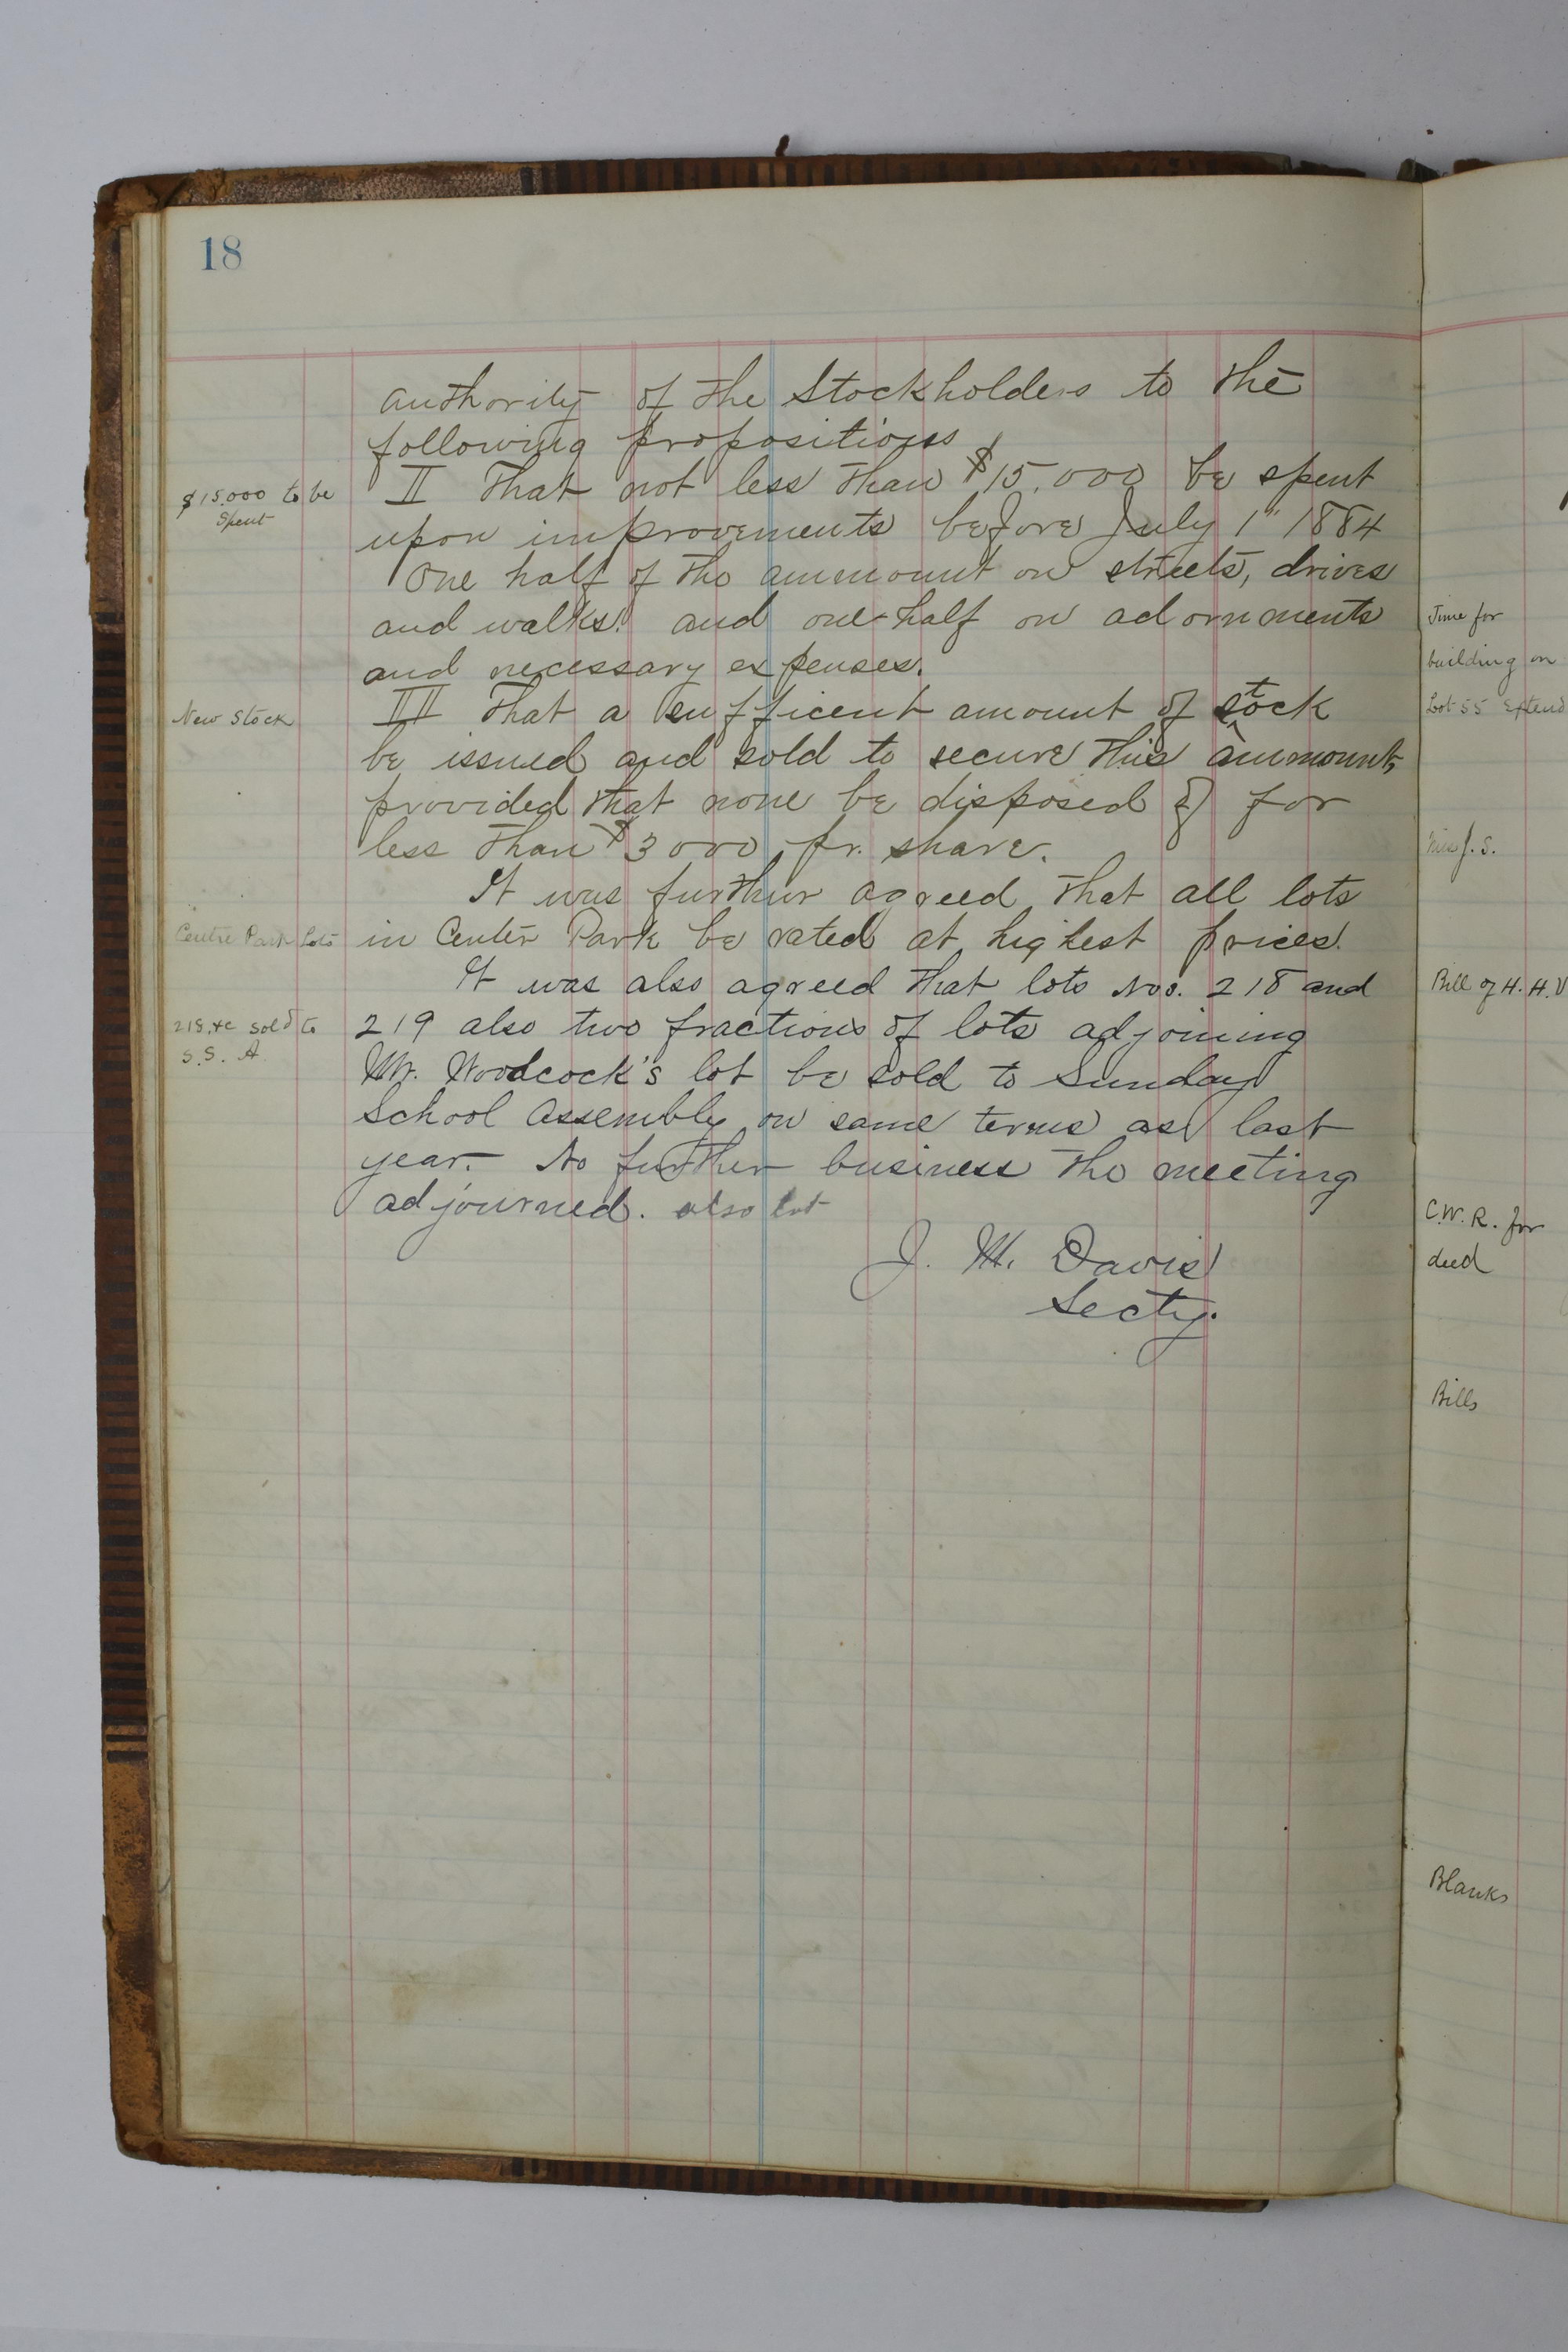 18
authority of the Stockholders to the
following propositions
$15.000 to be
Spent
II That not less than $15,000 be spent
upon improvements before July 1" 1884
One half of the ammount on streets, drives
and walks. and one-half on adornments
and necessary expenses.
New Stock
III That a sufficent amount of stock
be issued and sold to secure this ammount,
provided that none be disposed of for
less than $3000 pr. share.
It was further agreed that all lots
Centre Park Lots
in Center Park be rated at highest prices.
It was also agreed that lots Nos. 218 and
218 &c sold to
S.S. A.
219 also two fractions of lots adjoining
Mr. Woodcock's lot be sold to Sunday
School Assembly on same terms as last
year. No further business the meeting
adjourned. also lot
J. M. Davis
Secty.
Time for
building on
Lot 55 Extend
J. S.
Bill of H. H. V
C.W. R. for
deed
Bills
Blanks